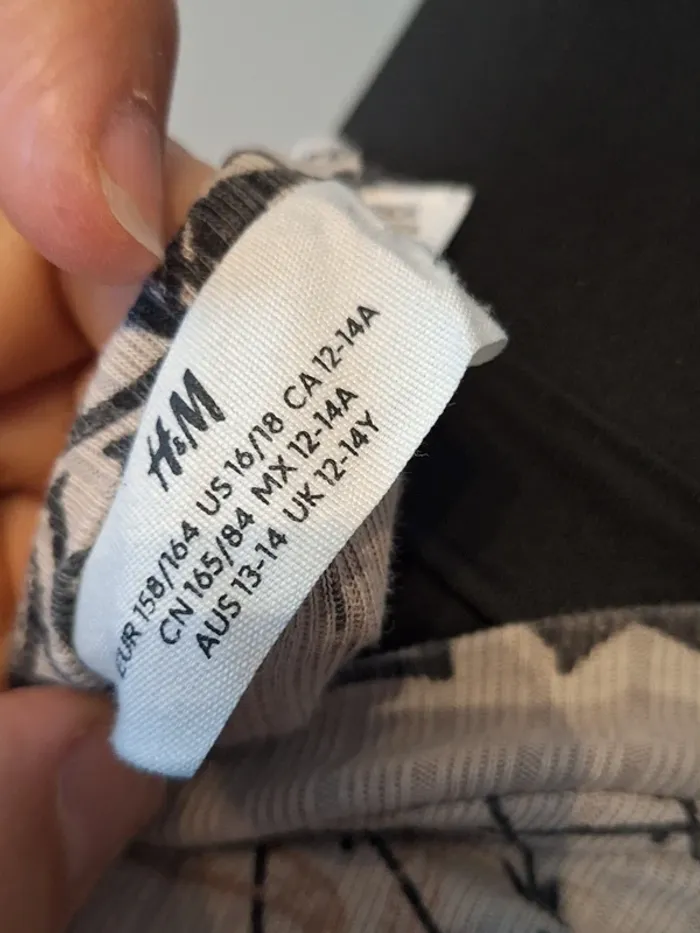 H&M
EUR 158/164 US 16/18 CA 12-14A
CN 165/84 MX 12-14A
AUS 13-14 UK 12-14Y